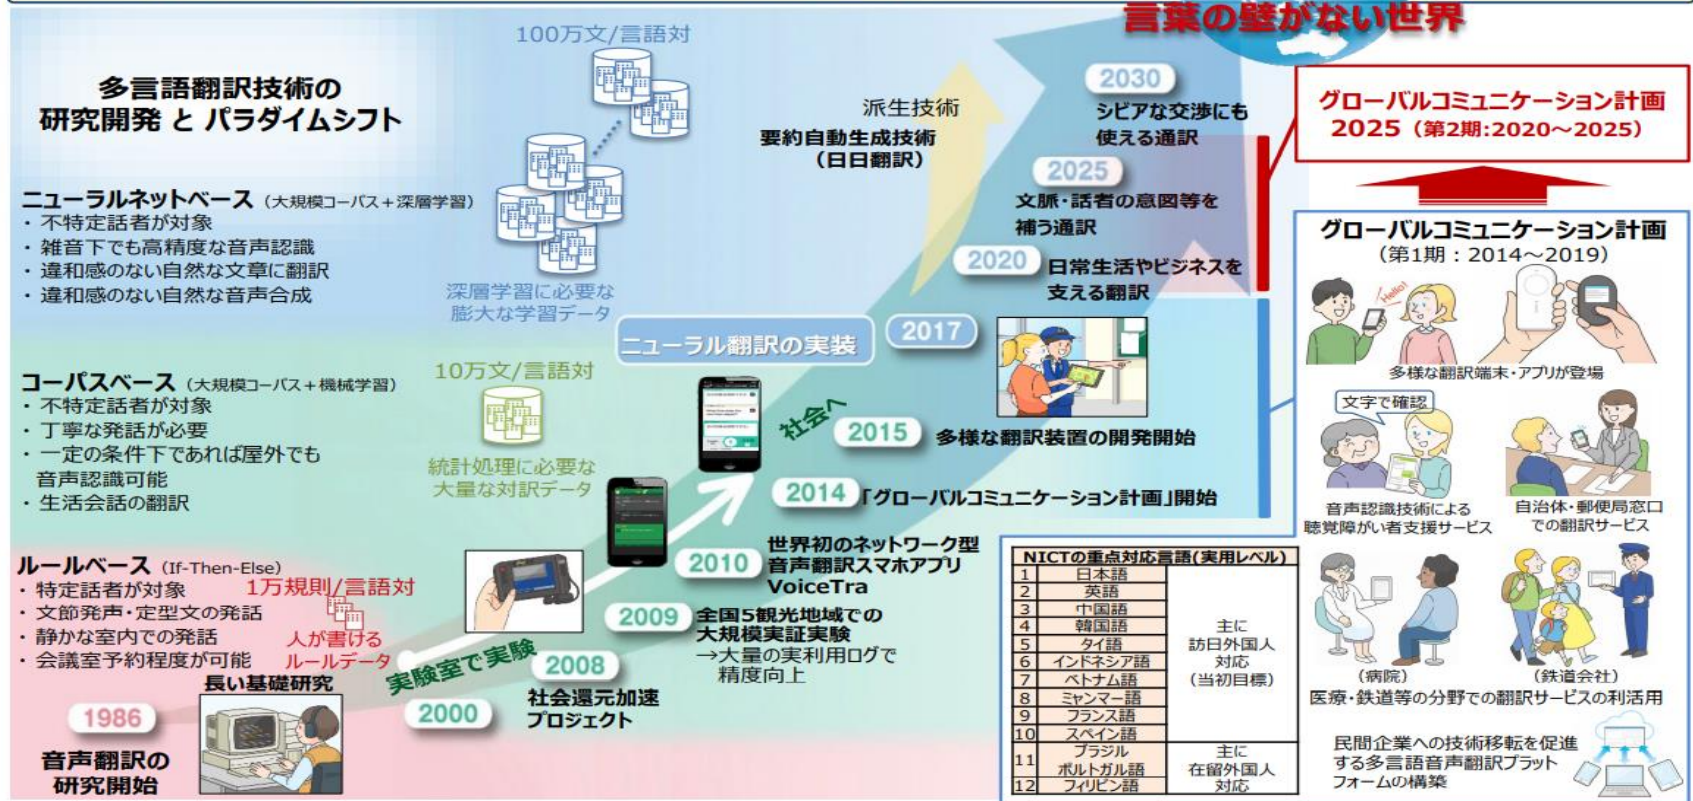 言葉の壁がない世界
多言語翻訳技術の
研究開発 と パラダイムシフト
100万文/言語対
深層学習に必要な
膨大な学習データ
ニューラルネットベース（大規模コーパス＋深層学習）
・不特定話者が対象
・雑音下でも高精度な音声認識
・違和感のない自然な文章に翻訳
・違和感のない自然な音声合成
コーパスベース（大規模コーパス＋機械学習）
・不特定話者が対象
・丁寧な発話が必要
・一定の条件下であれば屋外でも
音声認識可能
・生活会話の翻訳
10万文/言語対
統計処理に必要な
大量な対訳データ
ルールベース（If-Then-Else）
・特定話者が対象
・文節発声・定型文の発話
・静かな室内での発話
・会議室予約程度が可能
1万規則/言語対
人が書ける
ルールデータ
長い基礎研究
1986
音声翻訳の
研究開始
実験室で実験
2000
2008
社会還元加速
プロジェクト
2009
全国5観光地域での
大規模実証実験
→大量の実利用ログで
精度向上
2010
世界初のネットワーク型
音声翻訳スマホアプリ
VoiceTra
2014
「グローバルコミュニケーション計画」開始
社会へ
2015
多様な翻訳装置の開発開始
ニューラル翻訳の実装
2017
2020
日常生活やビジネスを
支える翻訳
2025
文脈・話者の意図等を
補う通訳
2030
シビアな交渉にも
使える通訳
派生技術
要約自動生成技術
（日日翻訳）
グローバルコミュニケーション計画
2025（第2期:2020～2025）
グローバルコミュニケーション計画
（第1期：2014～2019）
Hello!
多様な翻訳端末・アプリが登場
文字で確認
音声認識技術による
聴覚障がい者支援サービス
自治体・郵便局窓口
での翻訳サービス
（病院）
（鉄道会社）
医療・鉄道等の分野での翻訳サービスの利活用
民間企業への技術移転を促進
する多言語音声翻訳プラット
フォームの構築
NICTの重点対応言語(実用レベル)
1 日本語
2 英語
3 中国語
4 韓国語
5 タイ語
6 インドネシア語
7 ベトナム語
8 ミャンマー語
9 フランス語
10 スペイン語
主に
訪日外国人
対応
(当初目標)
11 ブラジル
ポルトガル語
12 フィリピン語
主に
在留外国人
対応